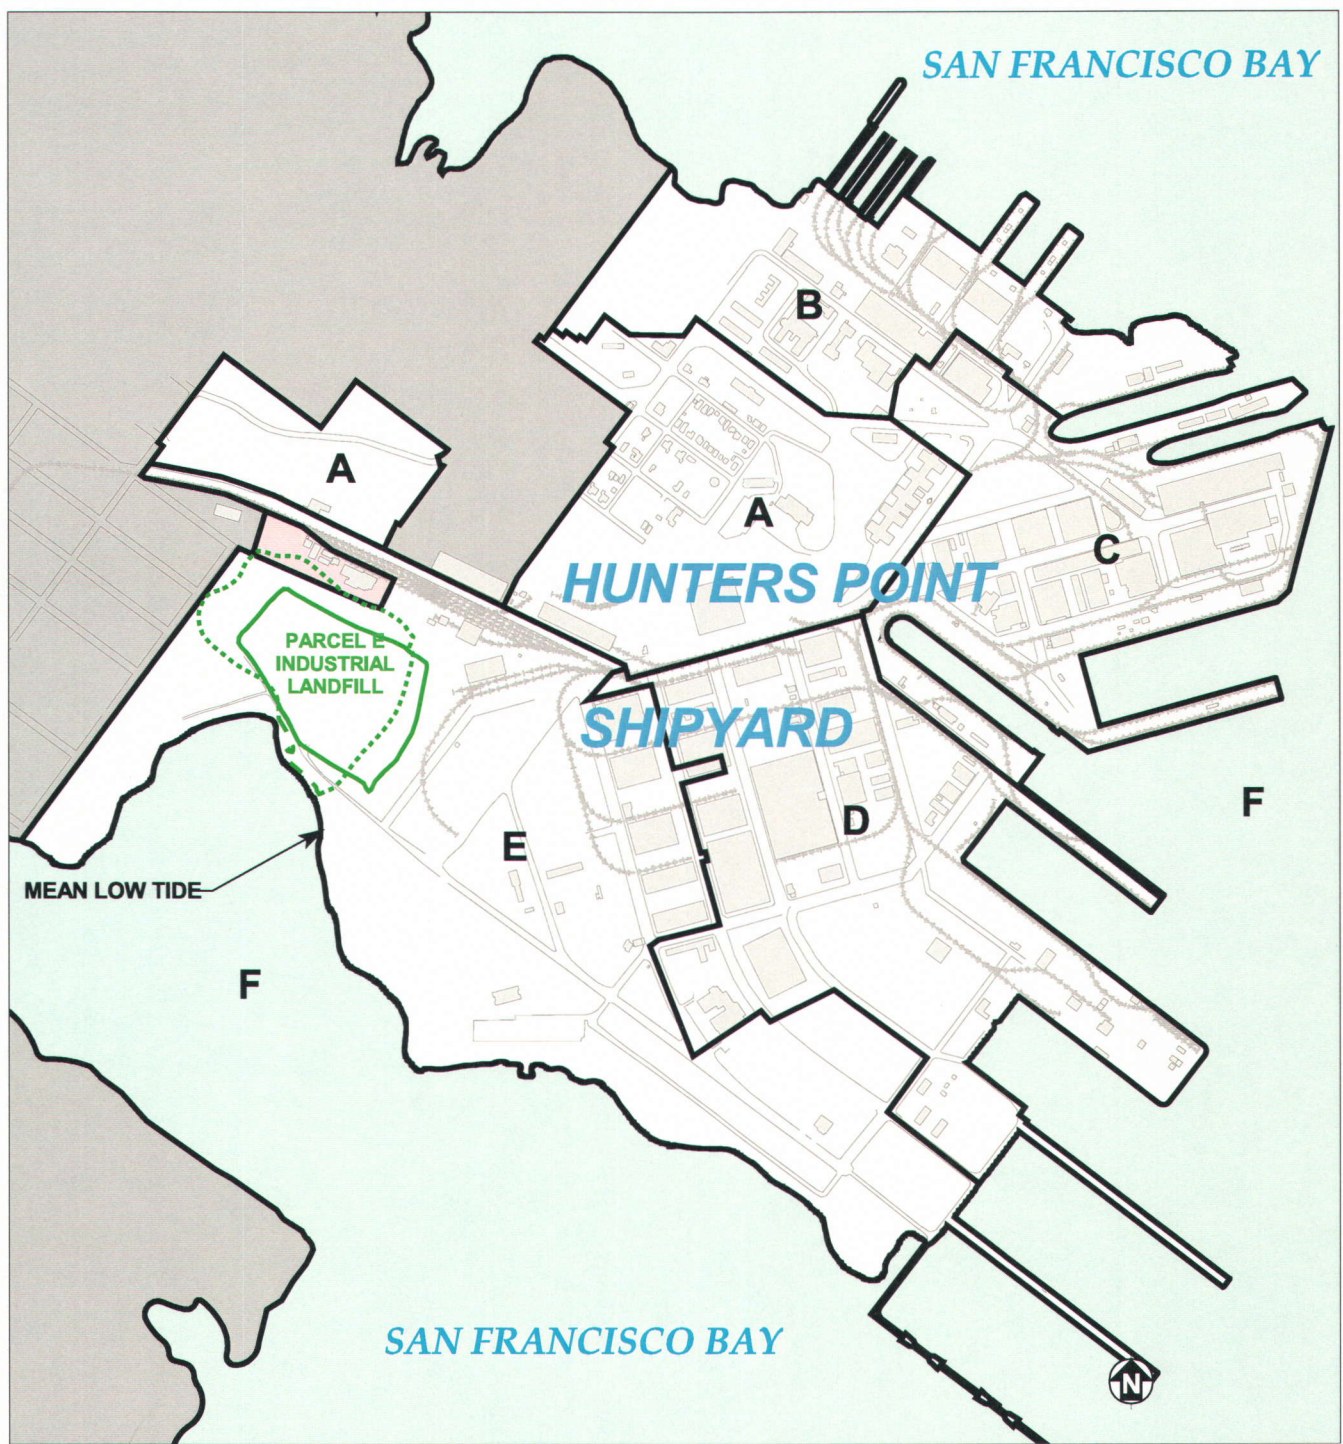 SAN FRANCISCO BAY
B
A
A
C
HUNTERS POINT
PARCEL E
INDUSTRIAL
LANDFILL
SHIPYARD
F
D
E
MEAN LOW TIDE
F
SAN FRANCISCO BAY
N